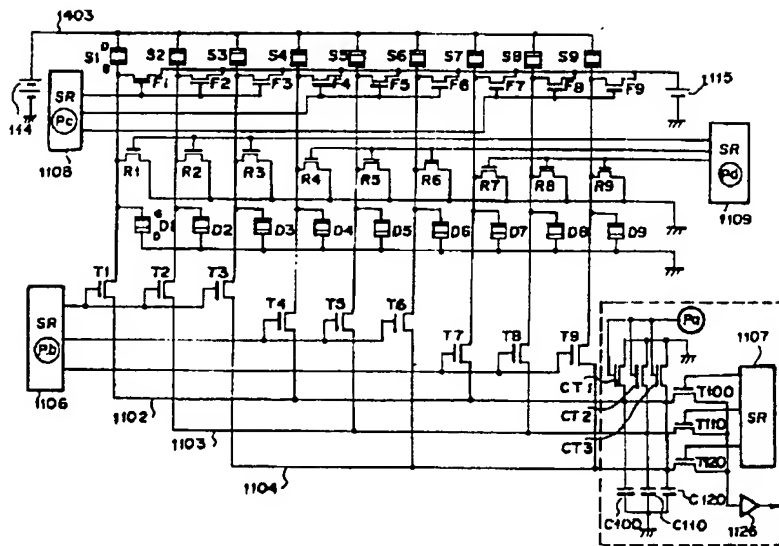 1403
S1 D G S2 S3 S4 S5 S6 S7 S8 S9
F1 F2 F3 F4 F5 F6 F7 F8 F9
114
SR
Pc
1108
1115
SR
Pd
1109
R1 R2 R3 R4 R5 R6 R7 R8 R9
G D D1 D2 D3 D4 D5 D6 D7 D8 D9
T1 T2 T3
SR
Pb
1106
T4 T5 T6
T7 T8 T9
Pa
1107
SR
CT1
CT2
CT3
T100
T110
T120
1102
1103
1104
C100 C110 C120
1126